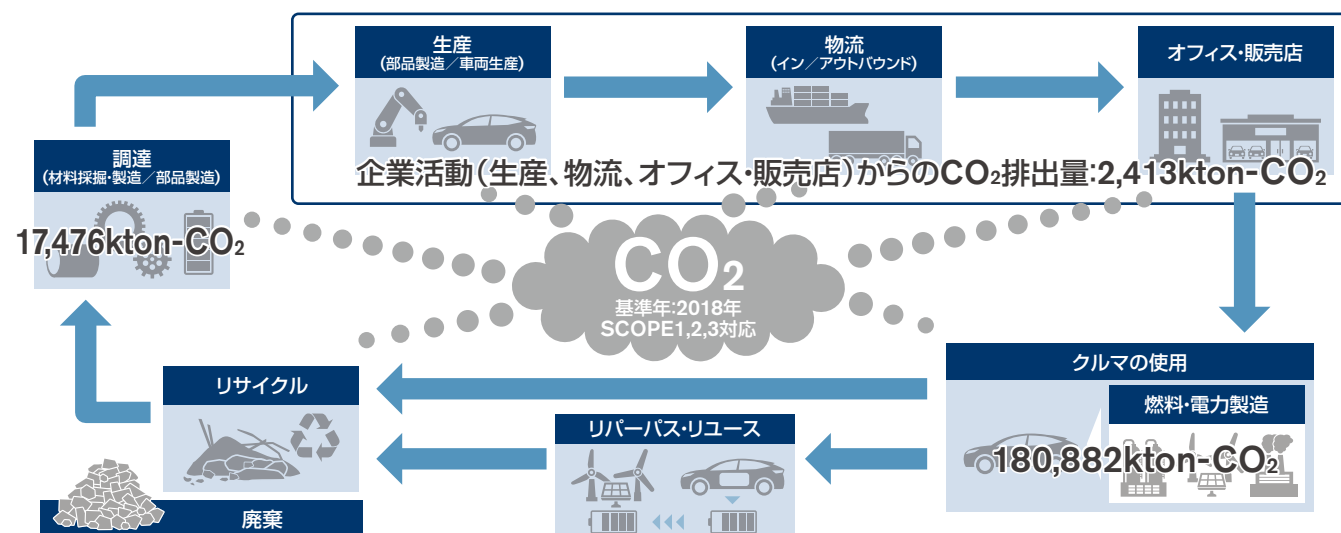 生産
(部品製造／車両生産)
物流
(イン／アウトバウンド)
オフィス・販売店
企業活動(生産、物流、オフィス・販売店)からのCO₂排出量:2,413kton-CO₂
調達
(材料採掘・製造／部品製造)
17,476kton-CO₂
CO₂
基準年:2018年
SCOPE1,2,3対応
クルマの使用
燃料・電力製造
180,882kton-CO₂
リサイクル
リパーパス・リユース
廃棄